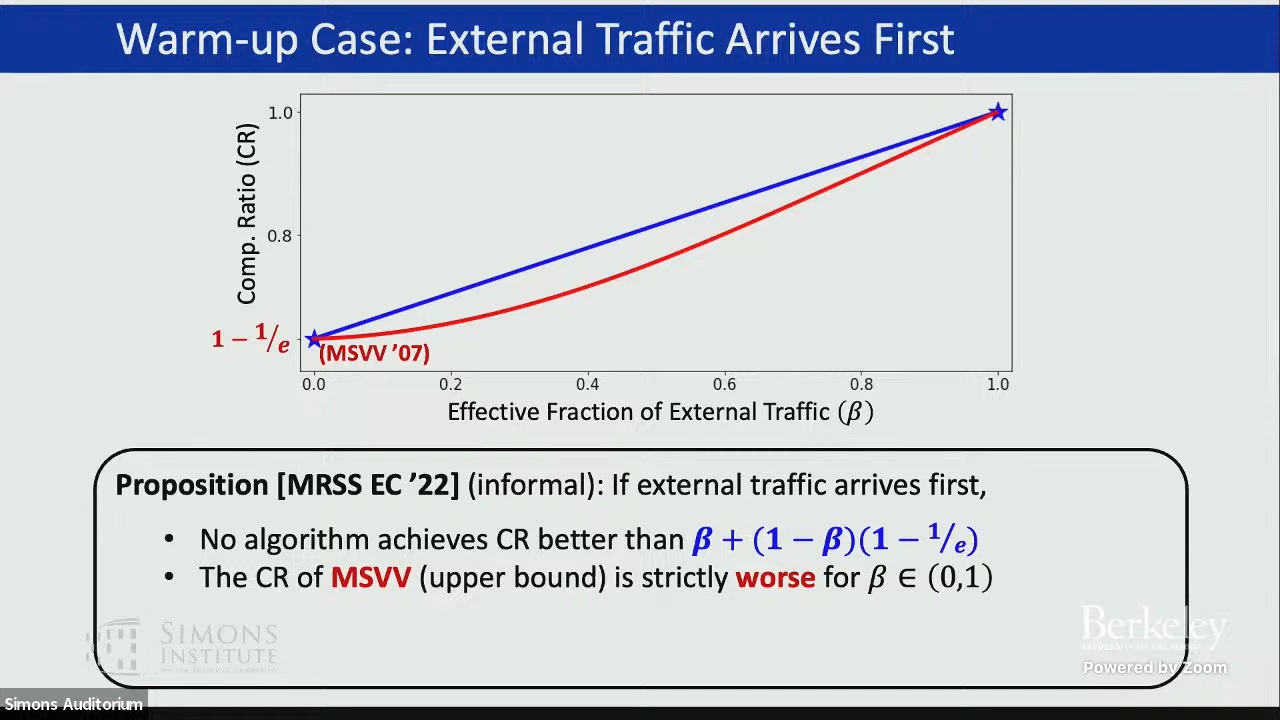 Warm-up Case: External Traffic Arrives First
1.0
0.8
Comp. Ratio (CR)
1 − 1/e
(MSVV ’07)
0.0 0.2 0.4 0.6 0.8 1.0
Effective Fraction of External Traffic (β)
Proposition [MRSS EC ’22] (informal): If external traffic arrives first,
• No algorithm achieves CR better than β + (1 − β)(1 − 1/e)
• The CR of MSVV (upper bound) is strictly worse for β ∈ (0,1)
SIMONS
INSTITUTE
Berkeley
UNIVERSITY OF CALIFORNIA
Powered by Zoom
Simons Auditorium